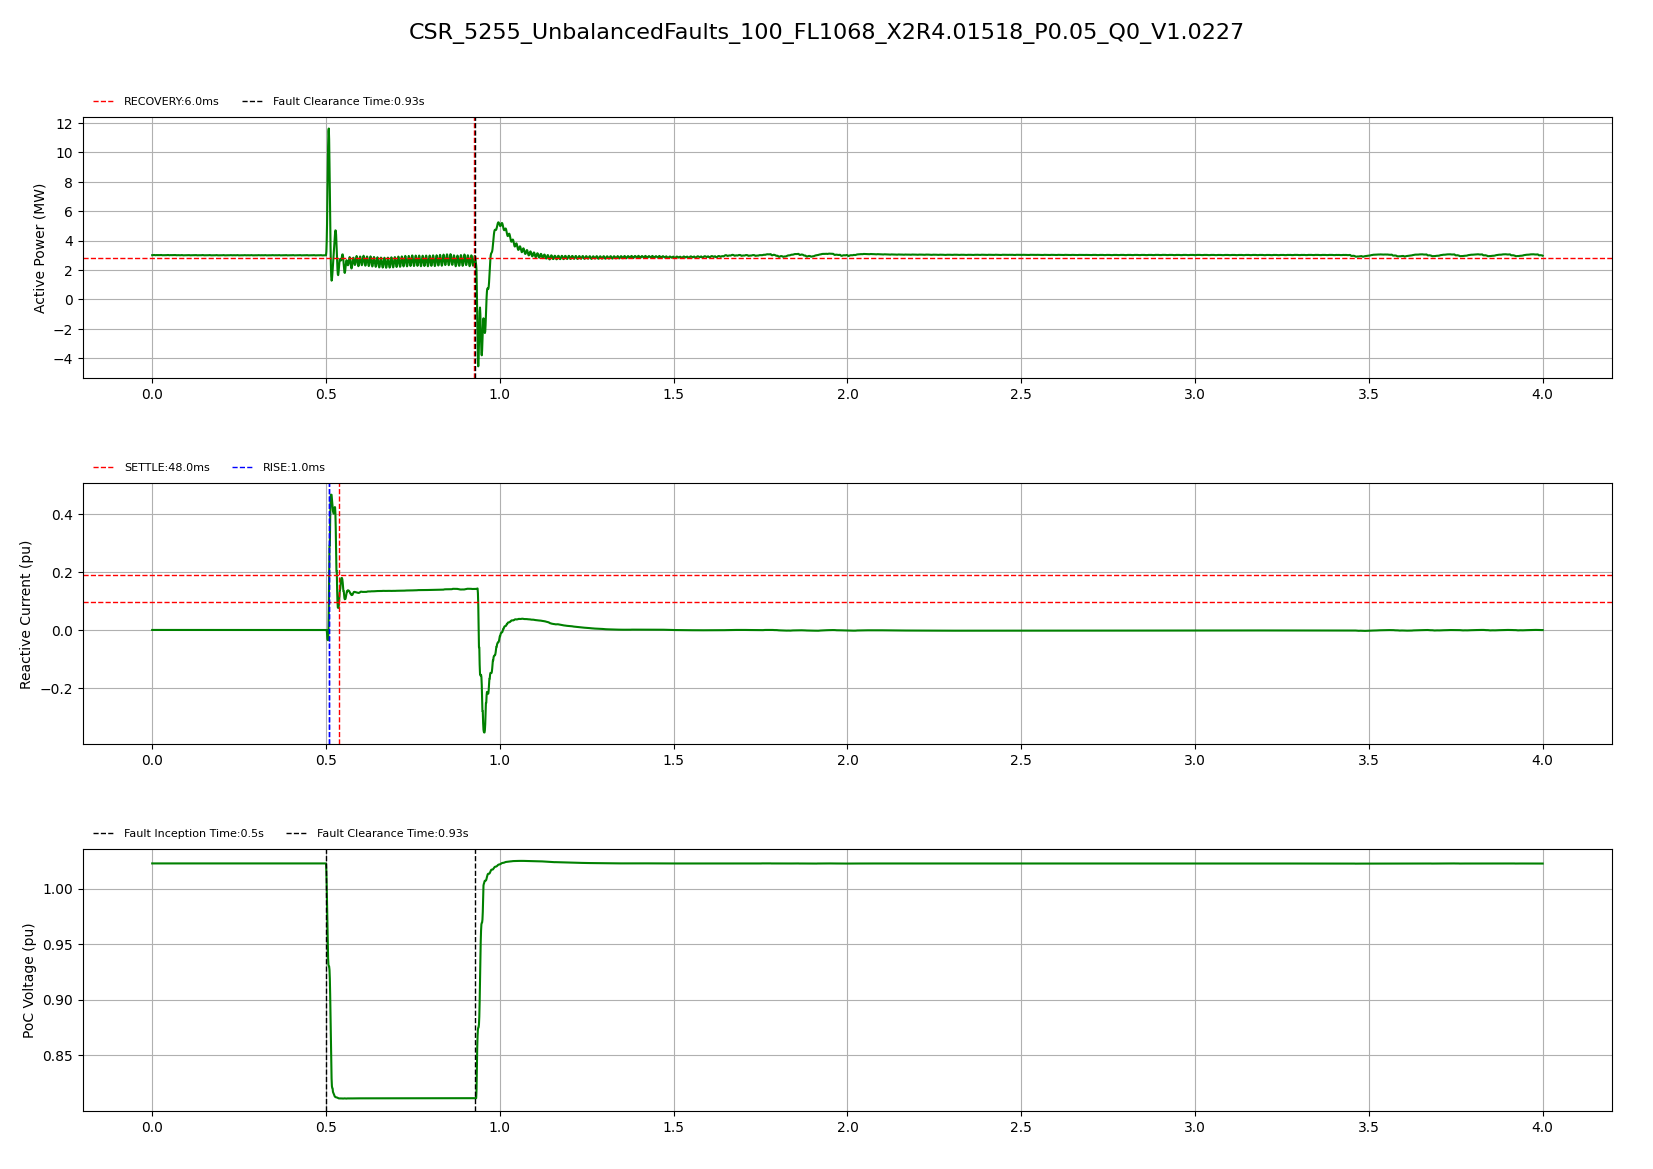 CSR_5255_UnbalancedFaults_100_FL1068_X2R4.01518_P0.05_Q0_V1.0227
RECOVERY:6.0ms Fault Clearance Time:0.93s
Active Power (MW)
12
10
8
6
4
2
0
−2
−4
0.0 0.5 1.0 1.5 2.0 2.5 3.0 3.5 4.0
SETTLE:48.0ms RISE:1.0ms
Reactive Current (pu)
0.4
0.2
0.0
−0.2
0.0 0.5 1.0 1.5 2.0 2.5 3.0 3.5 4.0
Fault Inception Time:0.5s Fault Clearance Time:0.93s
PoC Voltage (pu)
1.00
0.95
0.90
0.85
0.0 0.5 1.0 1.5 2.0 2.5 3.0 3.5 4.0